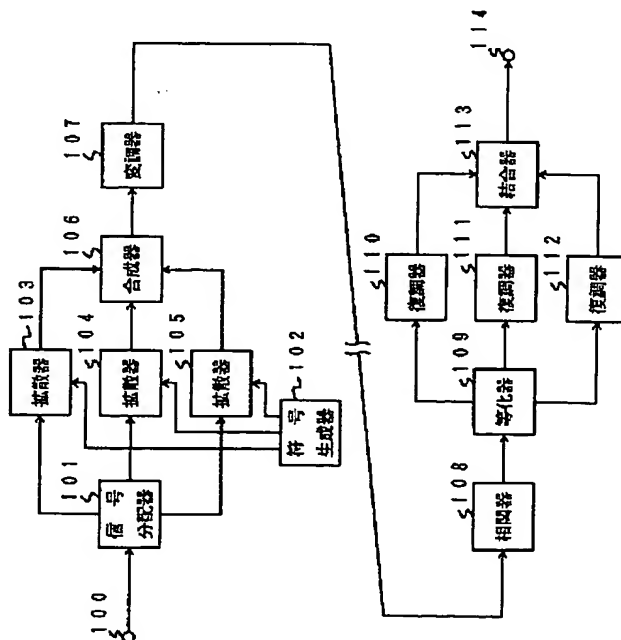 100
101
信号
分配器
103
拡散器
104
拡散器
105
拡散器
102
符号
生成器
106
合成器
107
変調器
108
相関器
109
等化器
110
復調器
111
復調器
112
復調器
113
結合器
114